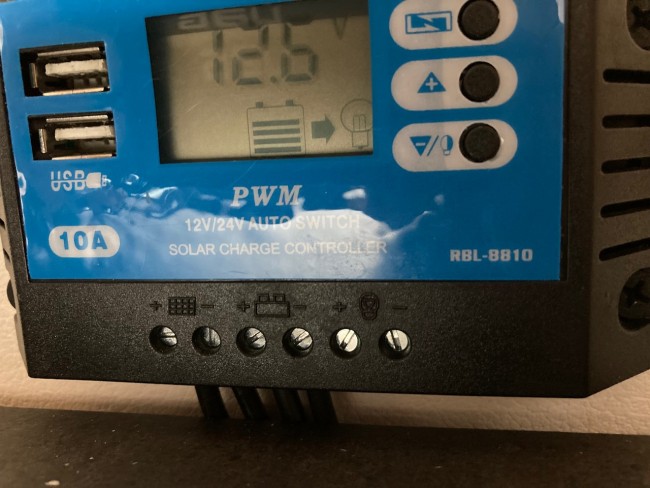 12.6 V
USB
PWM
12V/24V AUTO SWITCH
10A
SOLAR CHARGE CONTROLLER
RBL-8810
+ - + - + -